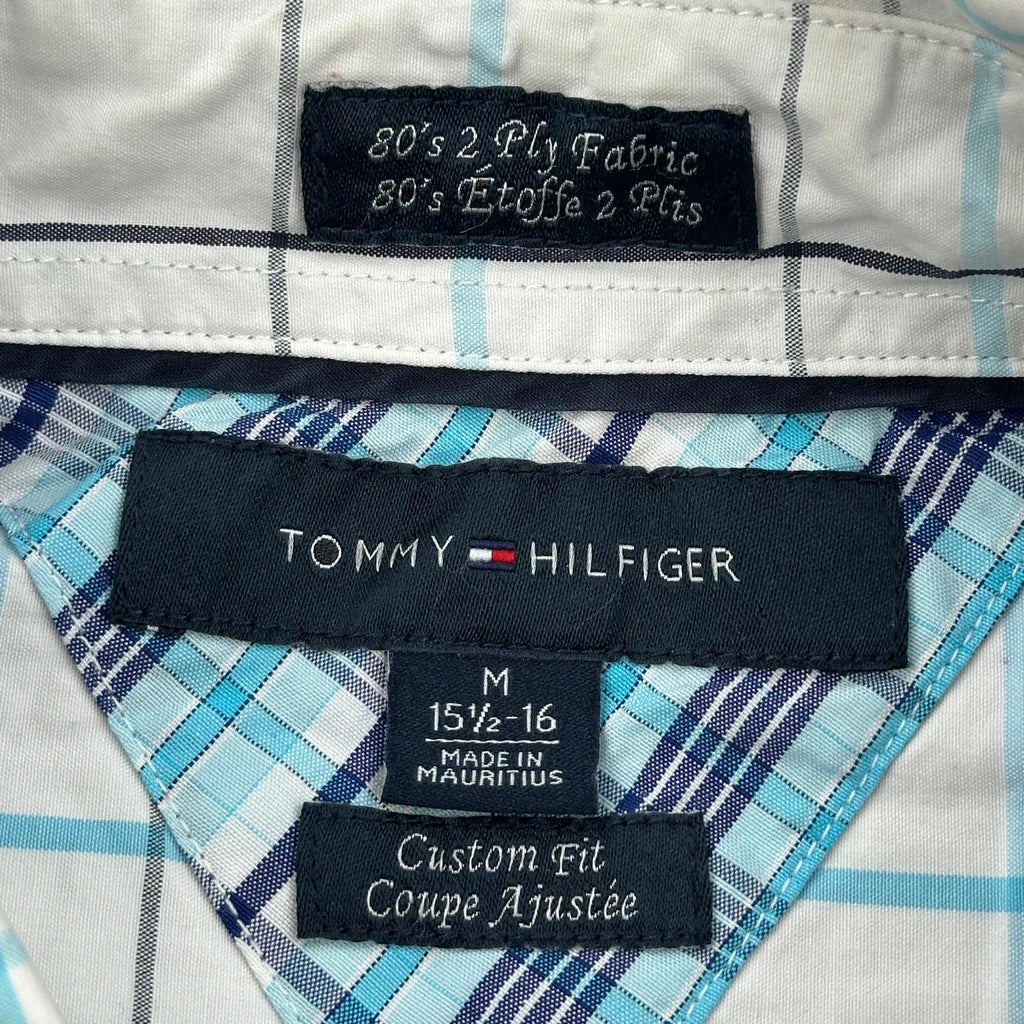 80's 2 Ply Fabric
80's Étoffe 2 Plis
TOMMY HILFIGER
M
15½-16
MADE IN
MAURITIUS
Custom Fit
Coupe Ajustée